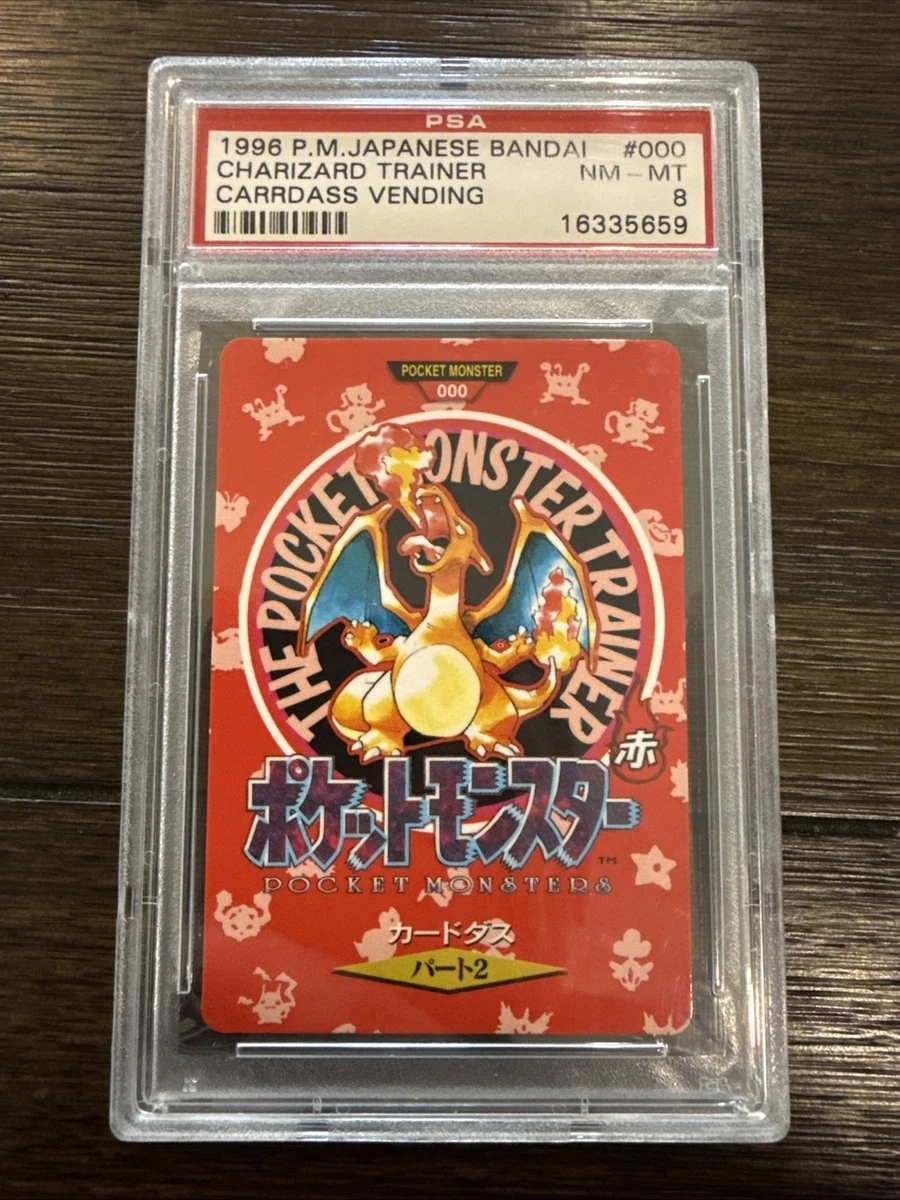 PSA
1996 P.M.JAPANESE BANDAI #000
CHARIZARD TRAINER NM - MT
CARRDASS VENDING 8
16335659
POCKET MONSTER
000
THE POCKET MONSTER TRAINER
赤
ポケットモンスター
TM
POCKET MONSTERS
カードダス
パート2